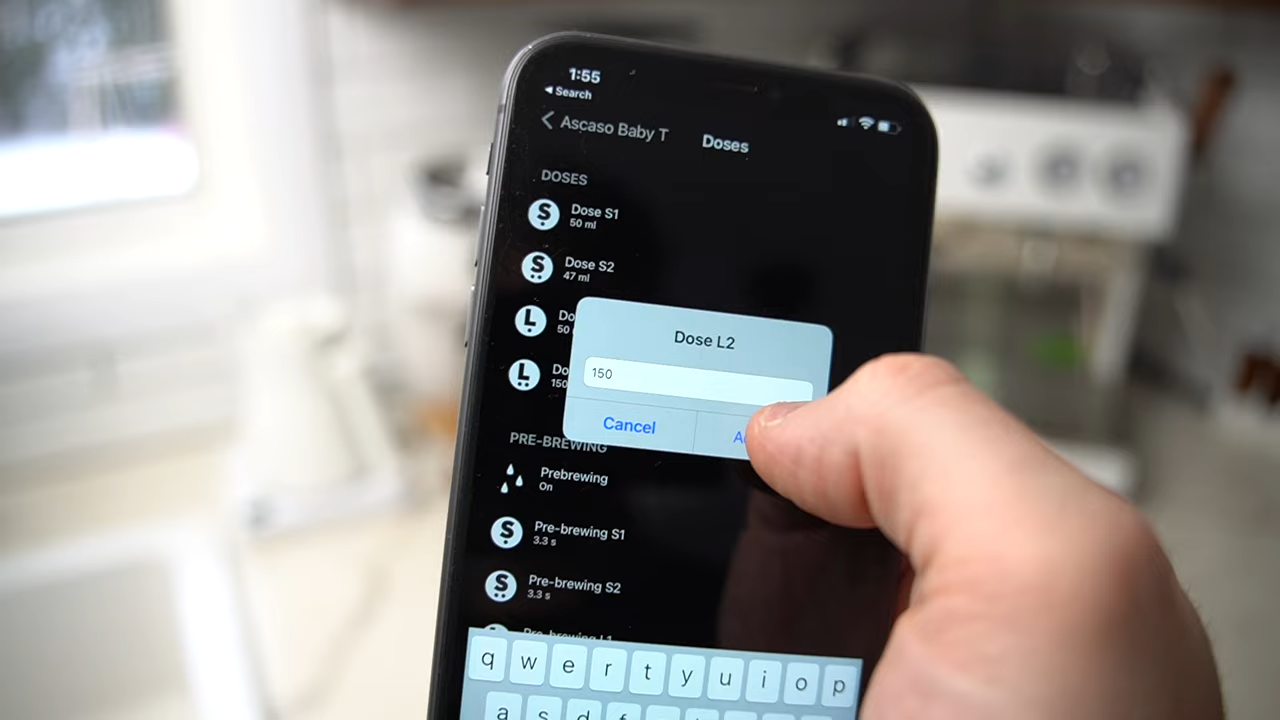 1:55
◀ Search
Ascaso Baby T
Doses
DOSES
S
Dose S1
50 ml
S
Dose S2
47 ml
L
50
L
150
Dose L2
150
Cancel
PRE-BREWING
Prebrewing
On
S
Pre-brewing S1
3.3 s
S
Pre-brewing S2
3.3 s
Pre-brewing L1
q w e r t y u i o p
a s d f